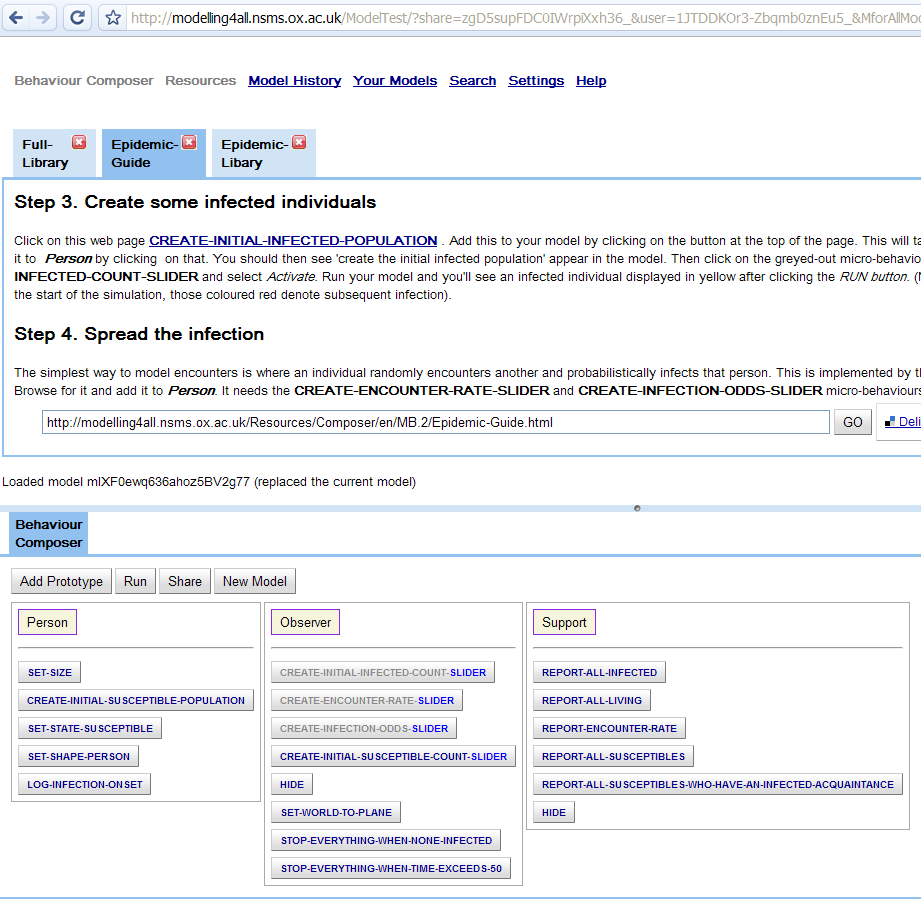 http://modelling4all.nsms.ox.ac.uk/ModelTest/?share=zgD5supFDC0IWrpiXxh36_&user=1JTDDKOr3-Zbqmb0znEu5_&MforAllMod
Behaviour Composer Resources Model History Your Models Search Settings Help
Full-
Library
Epidemic-
Guide
Epidemic-
Libary
Step 3. Create some infected individuals
Click on this web page CREATE-INITIAL-INFECTED-POPULATION . Add this to your model by clicking on the button at the top of the page. This will ta
it to Person by clicking on that. You should then see 'create the initial infected population' appear in the model. Then click on the greyed-out micro-behavio
INFECTED-COUNT-SLIDER and select Activate. Run your model and you'll see an infected individual displayed in yellow after clicking the RUN button. (N
the start of the simulation, those coloured red denote subsequent infection).
Step 4. Spread the infection
The simplest way to model encounters is where an individual randomly encounters another and probabilistically infects that person. This is implemented by th
Browse for it and add it to Person. It needs the CREATE-ENCOUNTER-RATE-SLIDER and CREATE-INFECTION-ODDS-SLIDER micro-behaviours
http://modelling4all.nsms.ox.ac.uk/Resources/Composer/en/MB.2/Epidemic-Guide.html
GO
Deli
Loaded model mIXF0ewq636ahoz5BV2g77 (replaced the current model)
Behaviour
Composer
Add Prototype Run Share New Model
Person
SET-SIZE
CREATE-INITIAL-SUSCEPTIBLE-POPULATION
SET-STATE-SUSCEPTIBLE
SET-SHAPE-PERSON
LOG-INFECTION-ONSET
Observer
CREATE-INITIAL-INFECTED-COUNT-SLIDER
CREATE-ENCOUNTER-RATE-SLIDER
CREATE-INFECTION-ODDS-SLIDER
CREATE-INITIAL-SUSCEPTIBLE-COUNT-SLIDER
HIDE
SET-WORLD-TO-PLANE
STOP-EVERYTHING-WHEN-NONE-INFECTED
STOP-EVERYTHING-WHEN-TIME-EXCEEDS-50
Support
REPORT-ALL-INFECTED
REPORT-ALL-LIVING
REPORT-ENCOUNTER-RATE
REPORT-ALL-SUSCEPTIBLES
REPORT-ALL-SUSCEPTIBLES-WHO-HAVE-AN-INFECTED-ACQUAINTANCE
HIDE